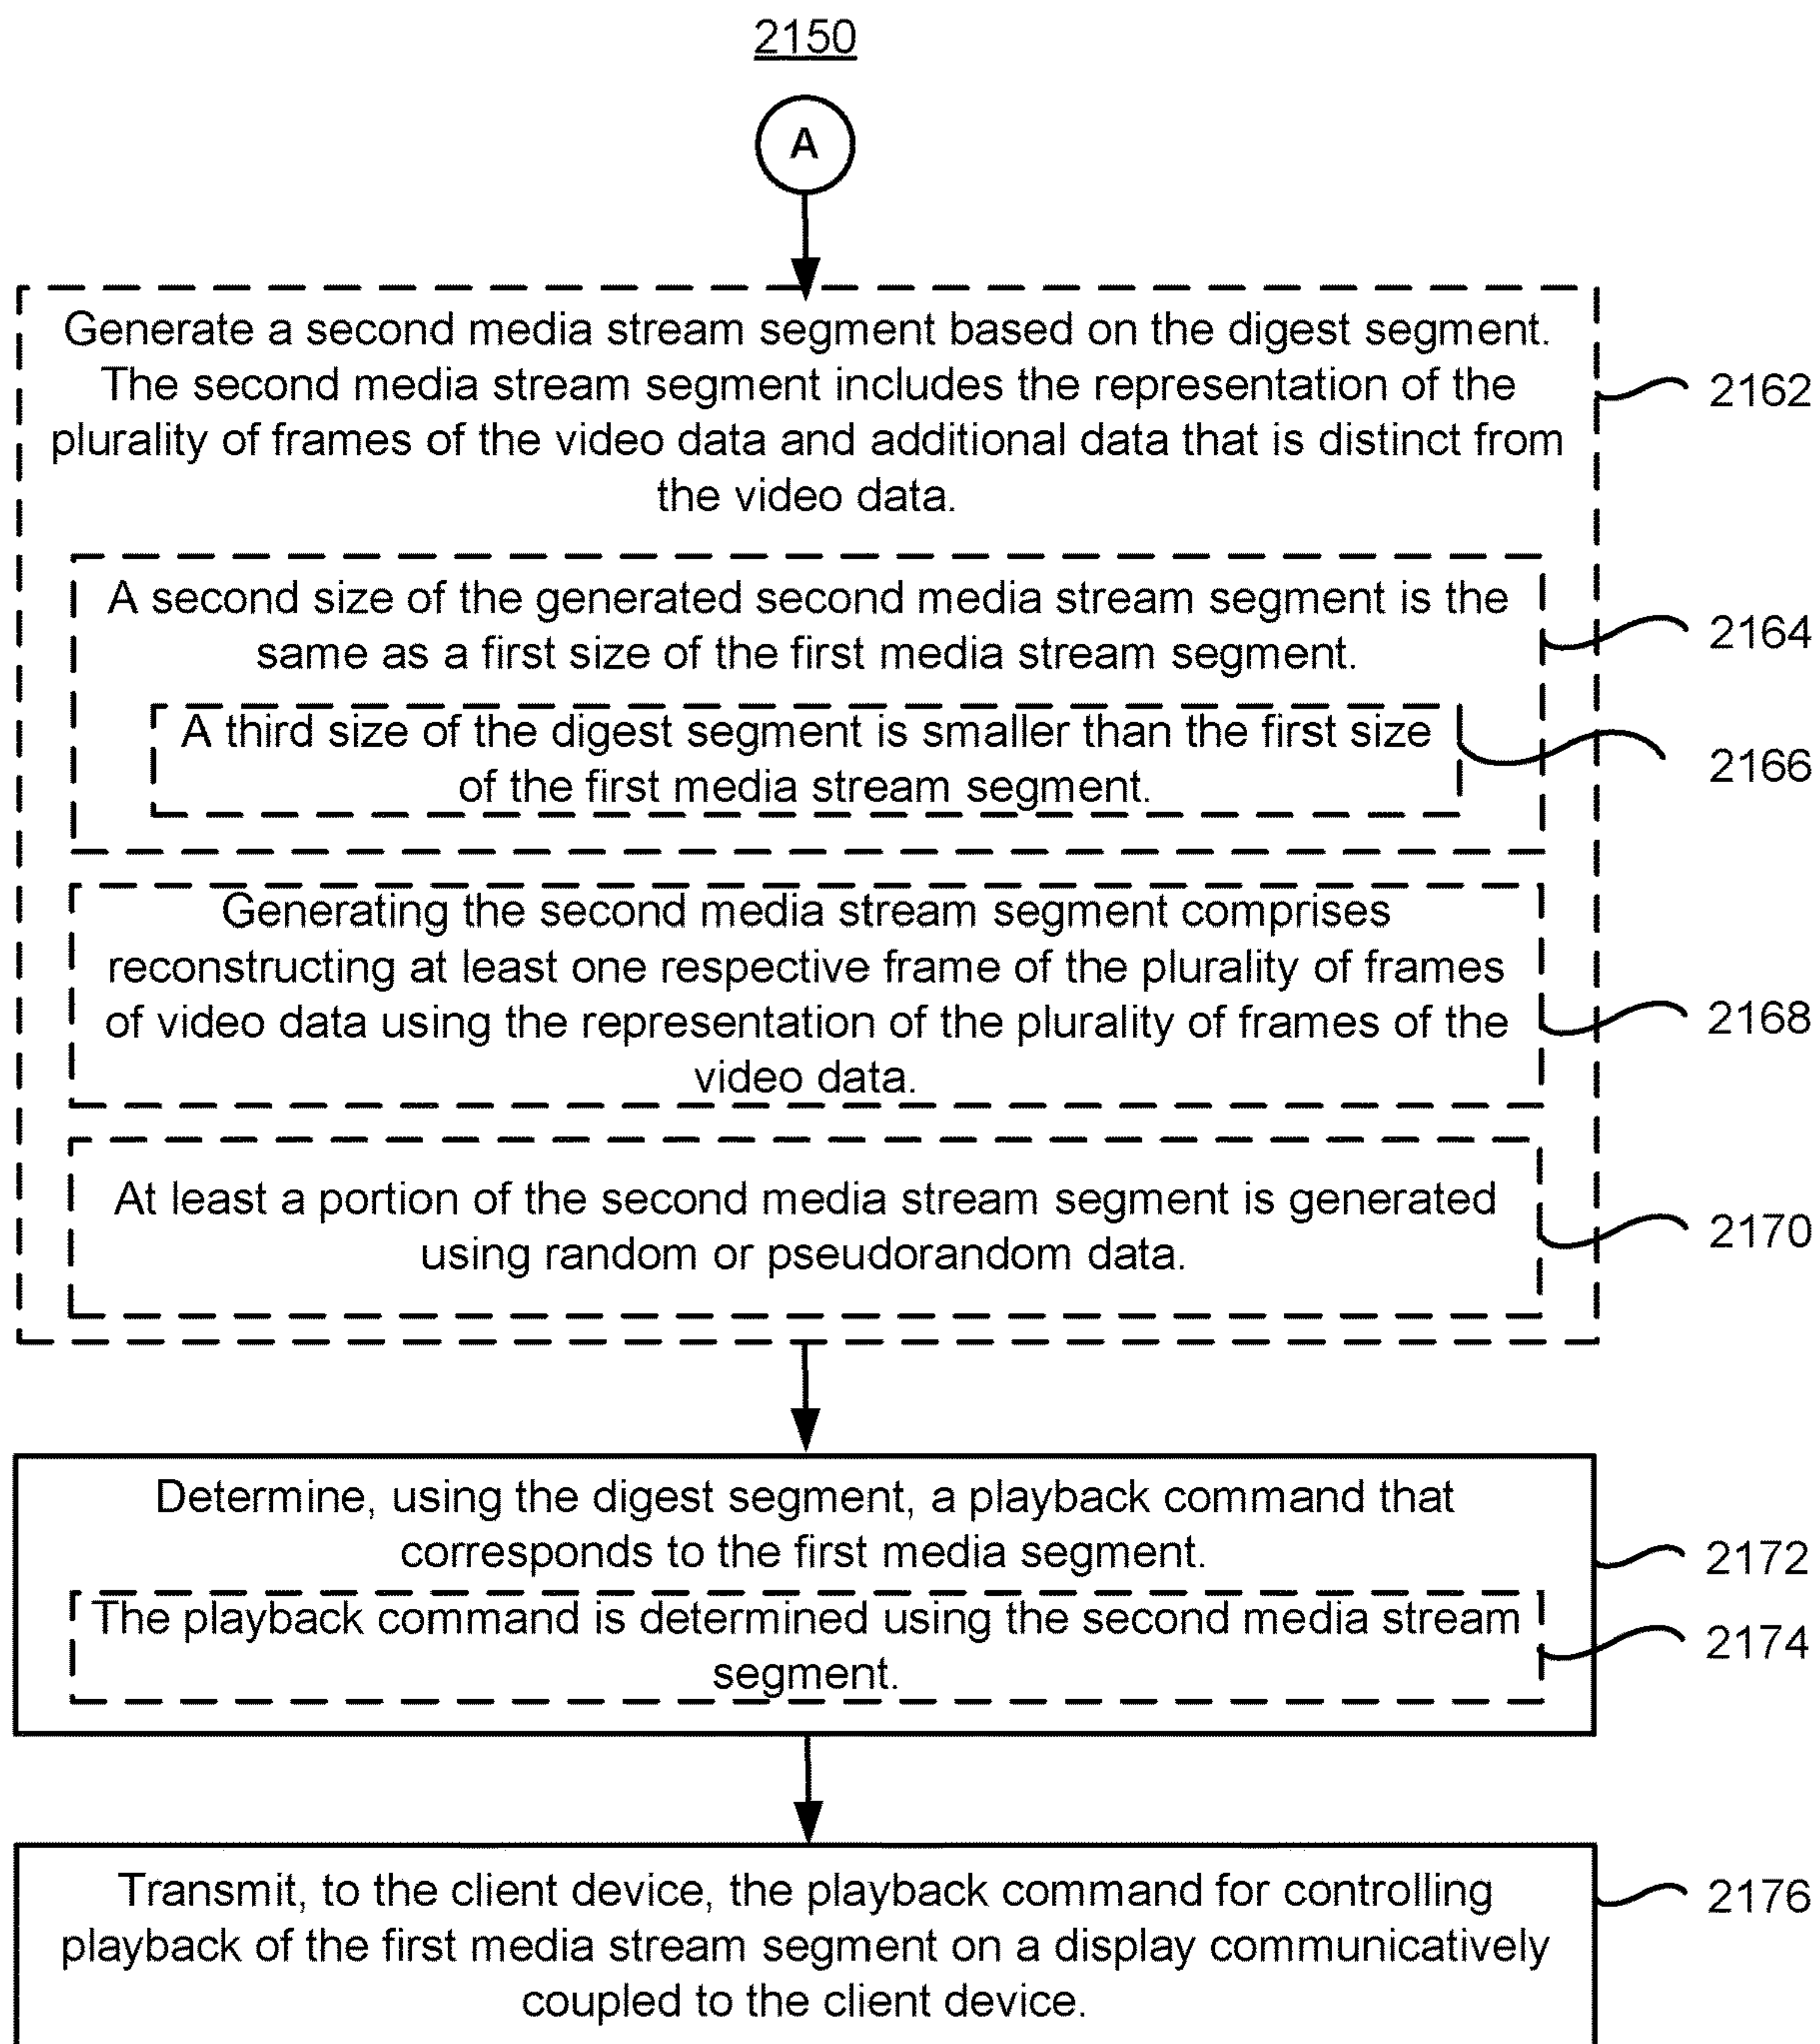 2150
A
Generate a second media stream segment based on the digest segment.
The second media stream segment includes the representation of the
plurality of frames of the video data and additional data that is distinct from
the video data.
2162
A second size of the generated second media stream segment is the
same as a first size of the first media stream segment.
2164
A third size of the digest segment is smaller than the first size
of the first media stream segment.
2166
Generating the second media stream segment comprises
reconstructing at least one respective frame of the plurality of frames
of video data using the representation of the plurality of frames of the
video data.
2168
At least a portion of the second media stream segment is generated
using random or pseudorandom data.
2170
Determine, using the digest segment, a playback command that
corresponds to the first media segment.
2172
The playback command is determined using the second media stream
segment.
2174
Transmit, to the client device, the playback command for controlling
playback of the first media stream segment on a display communicatively
coupled to the client device.
2176